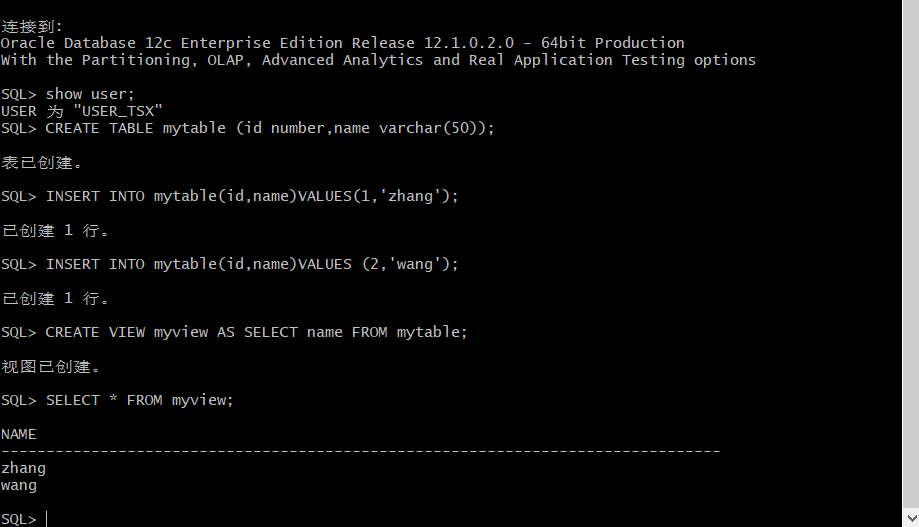 连接到:
Oracle Database 12c Enterprise Edition Release 12.1.0.2.0 - 64bit Production
With the Partitioning, OLAP, Advanced Analytics and Real Application Testing options
SQL> show user;
USER 为 "USER_TSX"
SQL> CREATE TABLE mytable (id number,name varchar(50));
表已创建。
SQL> INSERT INTO mytable(id,name)VALUES(1,'zhang');
已创建 1 行。
SQL> INSERT INTO mytable(id,name)VALUES (2,'wang');
已创建 1 行。
SQL> CREATE VIEW myview AS SELECT name FROM mytable;
视图已创建。
SQL> SELECT * FROM myview;
NAME
--------------------------------------------------------------------------------
zhang
wang
SQL>